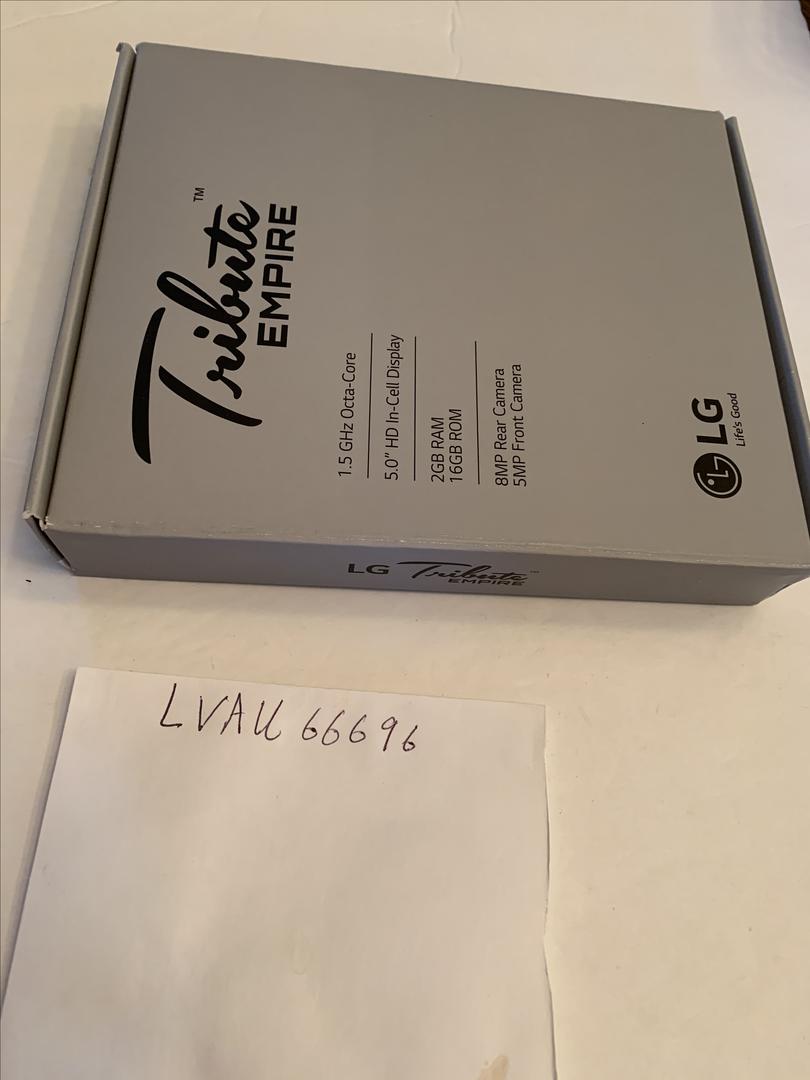 Tribute™
EMPIRE
1.5 GHz Octa-Core
5.0" HD In-Cell Display
2GB RAM
16GB ROM
8MP Rear Camera
5MP Front Camera
LG
Life's Good
LG Tribute™
EMPIRE
LVAU 66696